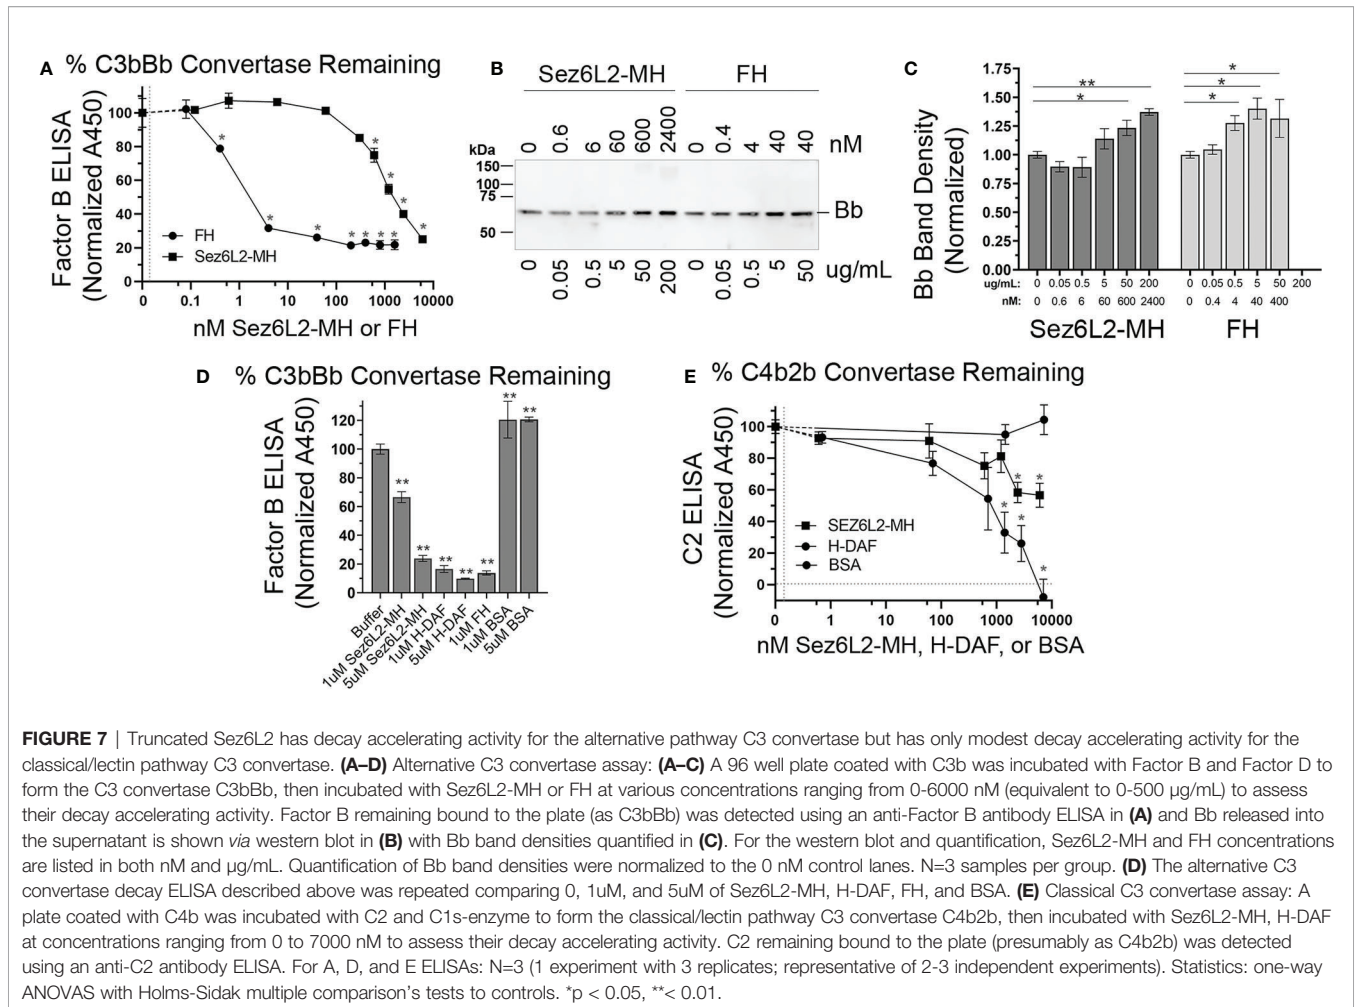 A % C3bBb Convertase Remaining
Factor B ELISA
(Normalized A450)
100
80
60
40
20
0
* * * * * * * * * * *
FH
Sez6L2-MH
0 0.1 1 10 100 1000 10000
nM Sez6L2-MH or FH
B Sez6L2-MH FH
kDa 0 0.6 6 60 600 2400 0 0.4 4 40 40 nM
150
100
75
50
Bb
0 0.05 0.5 5 50 200 0 0.05 0.5 5 50 ug/mL
C
Bb Band Density
(Normalized)
1.75
1.50
1.25
1.00
0.75
0.50
0.25
0.00
**
*
*
*
*
ug/mL: 0 0.05 0.5 5 50 200 0 0.05 0.5 5 50 200
nM: 0 0.6 6 60 600 2400 0 0.4 4 40 400
Sez6L2-MH FH
D % C3bBb Convertase Remaining
Factor B ELISA
(Normalized A450)
120
100
80
60
40
20
0
** ** ** ** ** ** **
Buffer
1uM Sez6L2-MH
5uM Sez6L2-MH
1uM H-DAF
5uM H-DAF
1uM FH
1uM BSA
5uM BSA
E % C4b2b Convertase Remaining
C2 ELISA
(Normalized A450)
100
80
60
40
20
0
* * * * *
SEZ6L2-MH
H-DAF
BSA
0 1 10 100 1000 10000
nM Sez6L2-MH, H-DAF, or BSA
FIGURE 7 | Truncated Sez6L2 has decay accelerating activity for the alternative pathway C3 convertase but has only modest decay accelerating activity for the
classical/lectin pathway C3 convertase. (A–D) Alternative C3 convertase assay: (A–C) A 96 well plate coated with C3b was incubated with Factor B and Factor D to
form the C3 convertase C3bBb, then incubated with Sez6L2-MH or FH at various concentrations ranging from 0-6000 nM (equivalent to 0-500 μg/mL) to assess
their decay accelerating activity. Factor B remaining bound to the plate (as C3bBb) was detected using an anti-Factor B antibody ELISA in (A) and Bb released into
the supernatant is shown via western blot in (B) with Bb band densities quantified in (C). For the western blot and quantification, Sez6L2-MH and FH concentrations
are listed in both nM and μg/mL. Quantification of Bb band densities were normalized to the 0 nM control lanes. N=3 samples per group. (D) The alternative C3
convertase decay ELISA described above was repeated comparing 0, 1uM, and 5uM of Sez6L2-MH, H-DAF, FH, and BSA. (E) Classical C3 convertase assay: A
plate coated with C4b was incubated with C2 and C1s-enzyme to form the classical/lectin pathway C3 convertase C4b2b, then incubated with Sez6L2-MH, H-DAF
at concentrations ranging from 0 to 7000 nM to assess their decay accelerating activity. C2 remaining bound to the plate (presumably as C4b2b) was detected
using an anti-C2 antibody ELISA. For A, D, and E ELISAs: N=3 (1 experiment with 3 replicates; representative of 2-3 independent experiments). Statistics: one-way
ANOVAS with Holms-Sidak multiple comparison's tests to controls. *p < 0.05, **< 0.01.